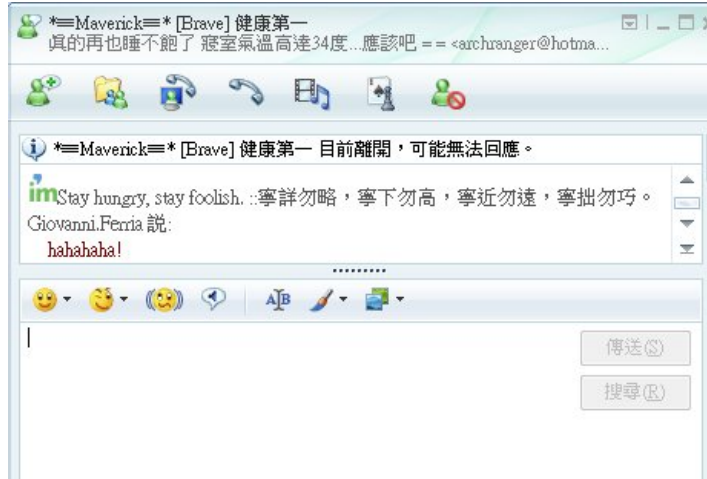 *═Maverick═* [Brave] 健康第一
真的再也睡不飽了 寢室氣溫高達34度...應該吧 = = <archranger@hotma...
*═Maverick═* [Brave] 健康第一 目前離開，可能無法回應。
imStay hungry, stay foolish. ::寧詳勿略，寧下勿高，寧近勿遠，寧拙勿巧。
Giovanni.Ferria 說:
hahahaha!
AB
傳送(S)
搜尋(R)